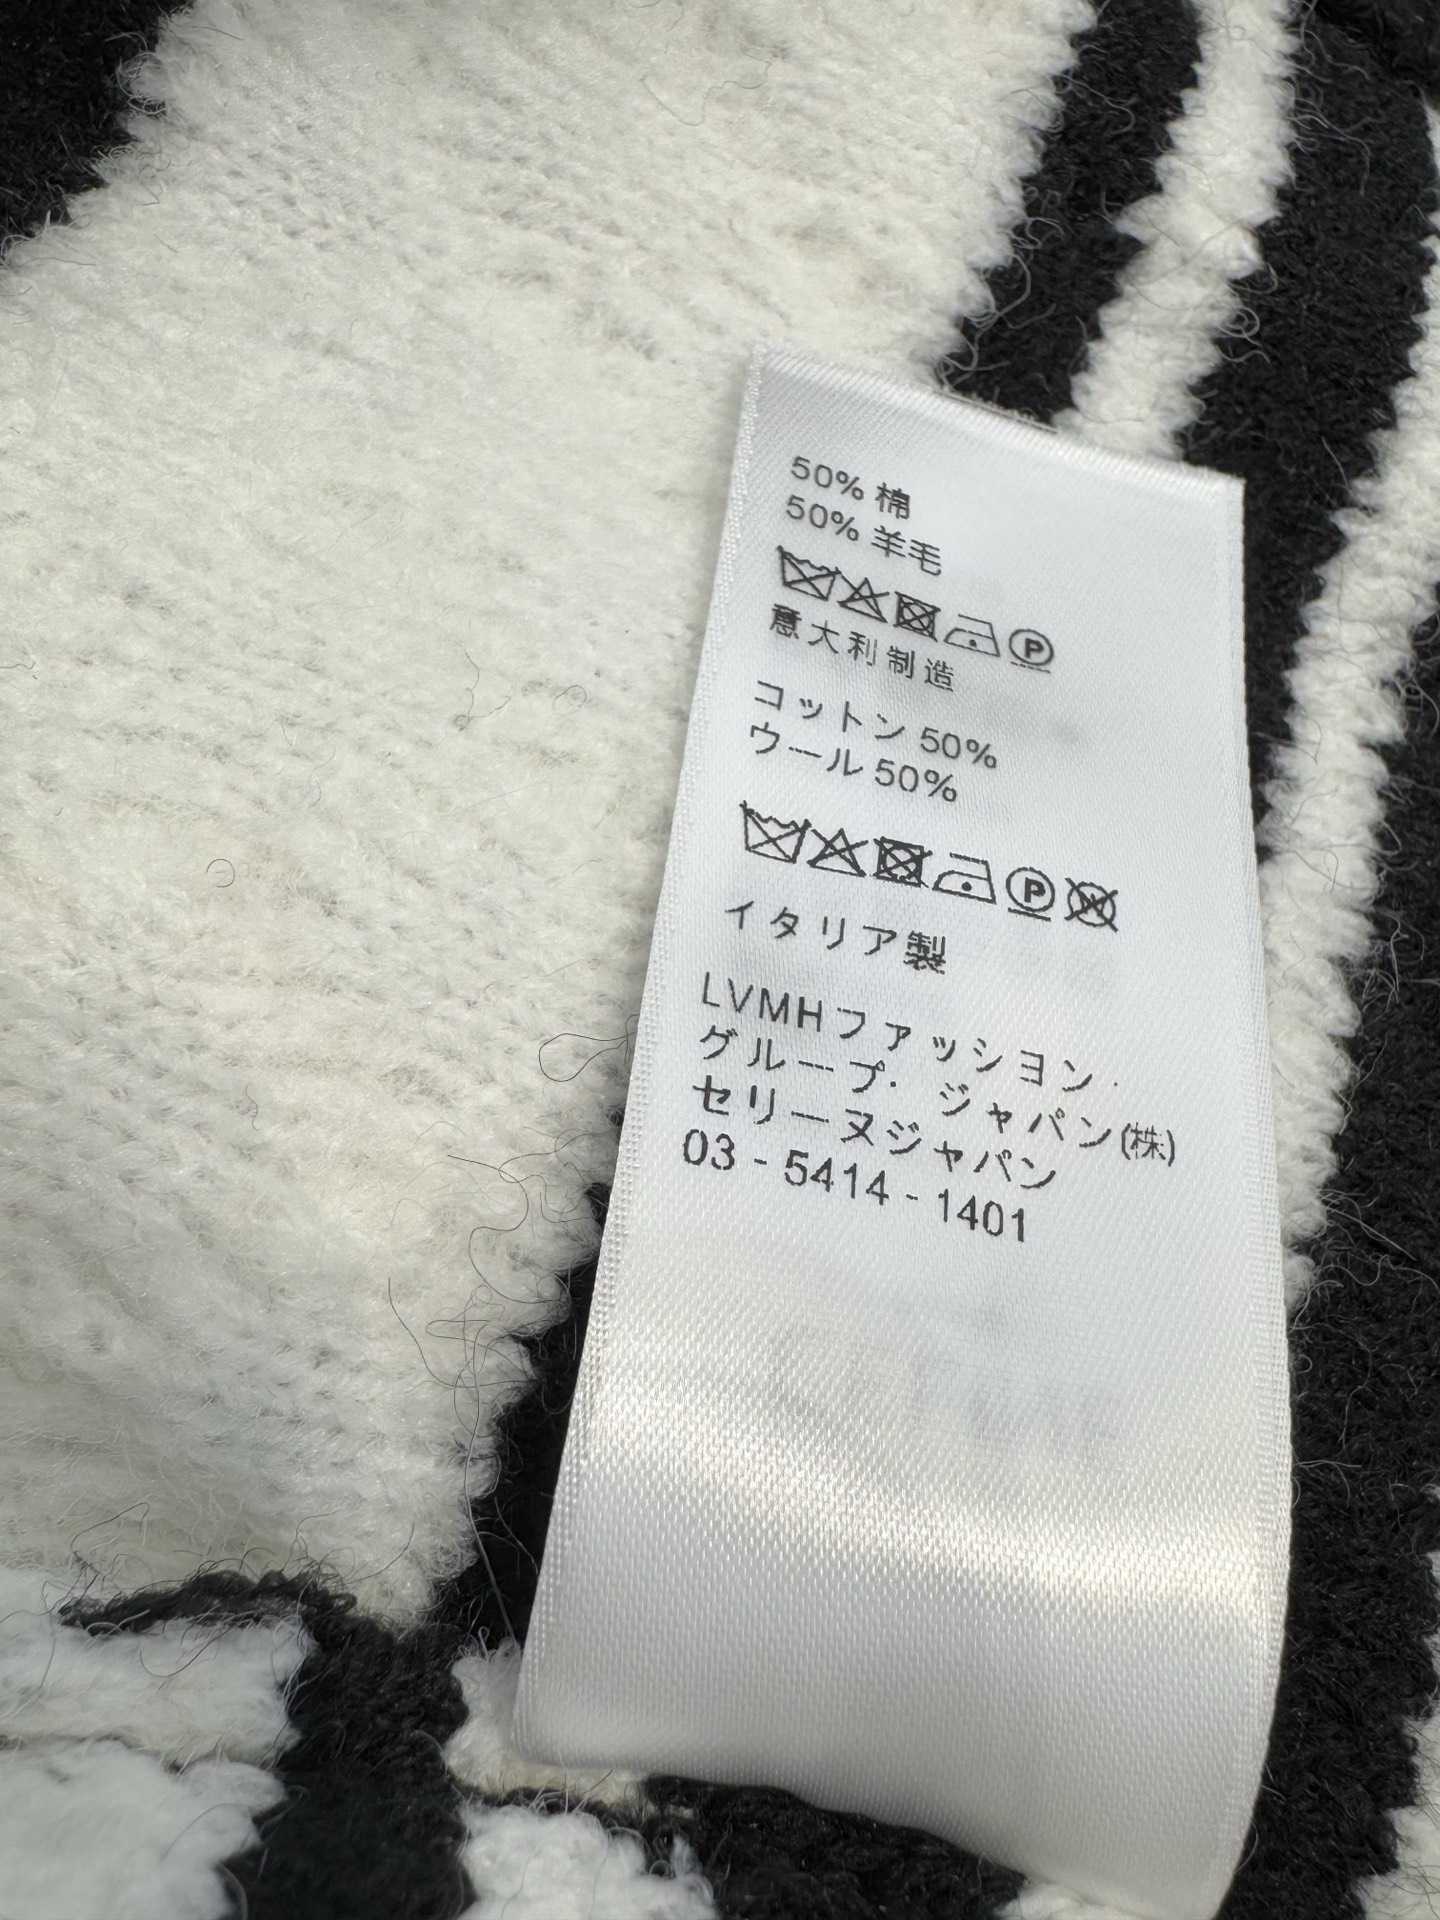 50% 棉
50% 羊毛
P
意大利制造
コットン 50%
ウール 50%
P W
イタリア製
LVMHファッション・
グループ・ジャパン(株)
セリーヌジャパン
03 - 5414 - 1401